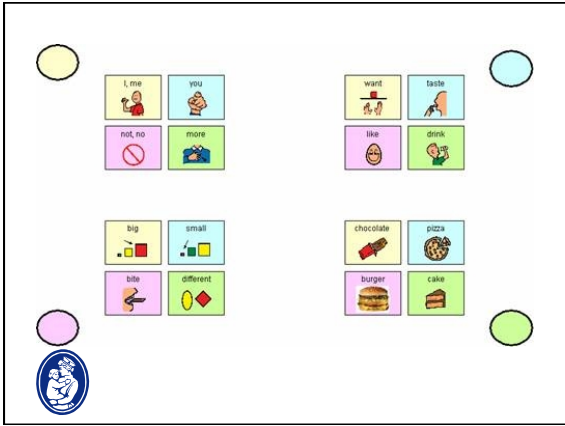 I, me
you
not, no
more
want
taste
like
drink
big
small
bite
different
chocolate
pizza
burger
cake